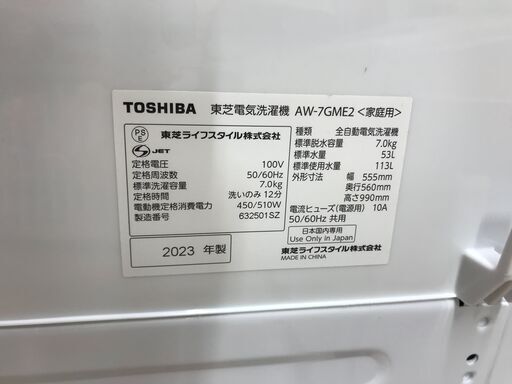 TOSHIBA 東芝電気洗濯機 AW-7GME2 <家庭用>
PS
E
東芝ライフスタイル株式会社
S JET
定格電圧 100V
定格周波数 50/60Hz
標準洗濯容量 7.0kg
定格時間 洗いのみ 12分
電動機定格消費電力 450/510W
製造番号 632501SZ
2023 年製
種類 全自動電気洗濯機
標準脱水容量 7.0kg
標準水量 53L
標準使用水量 113L
外形寸法 幅 555mm
奥行560mm
高さ990mm
電流ヒューズ(電源用) 10A
50/60Hz 共用
日本国内専用
Use Only in Japan
東芝ライフスタイル株式会社
MADE IN CHINA